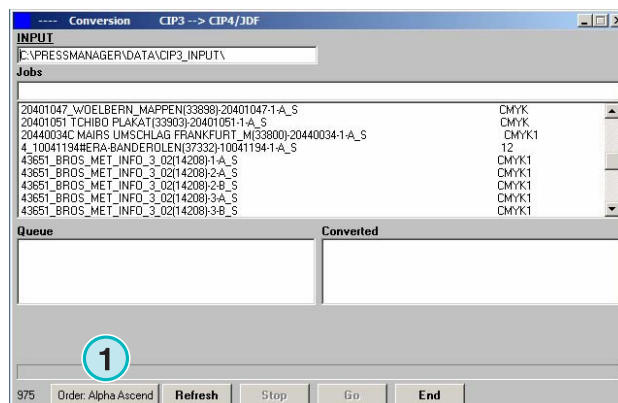 ---- Conversion CIP3 --> CIP4/JDF
INPUT
C:\PRESSMANAGER\DATA\CIP3_INPUT\
Jobs
20401047_WOELBERN_MAPPEN(33898)-20401047-1-A_S CMYK
20401051 TCHIBO PLAKAT(33903)-20401051-1-A_S CMYK
20440034C MAIRS UMSCHLAG FRANKFURT_M(33800)-20440034-1-A_S CMYK1
4_10041194#ERA-BANDEROLEN(37332)-10041194-1-A_S 12
43651_BROS_MET_INFO_3_02(14208)-1-A_S CMYK1
43651_BROS_MET_INFO_3_02(14208)-2-A_S CMYK1
43651_BROS_MET_INFO_3_02(14208)-2-B_S CMYK1
43651_BROS_MET_INFO_3_02(14208)-3-A_S CMYK1
43651_BROS_MET_INFO_3_02(14208)-3-B_S CMYK1
Queue Converted
1
975 Order: Alpha Ascend Refresh Stop Go End